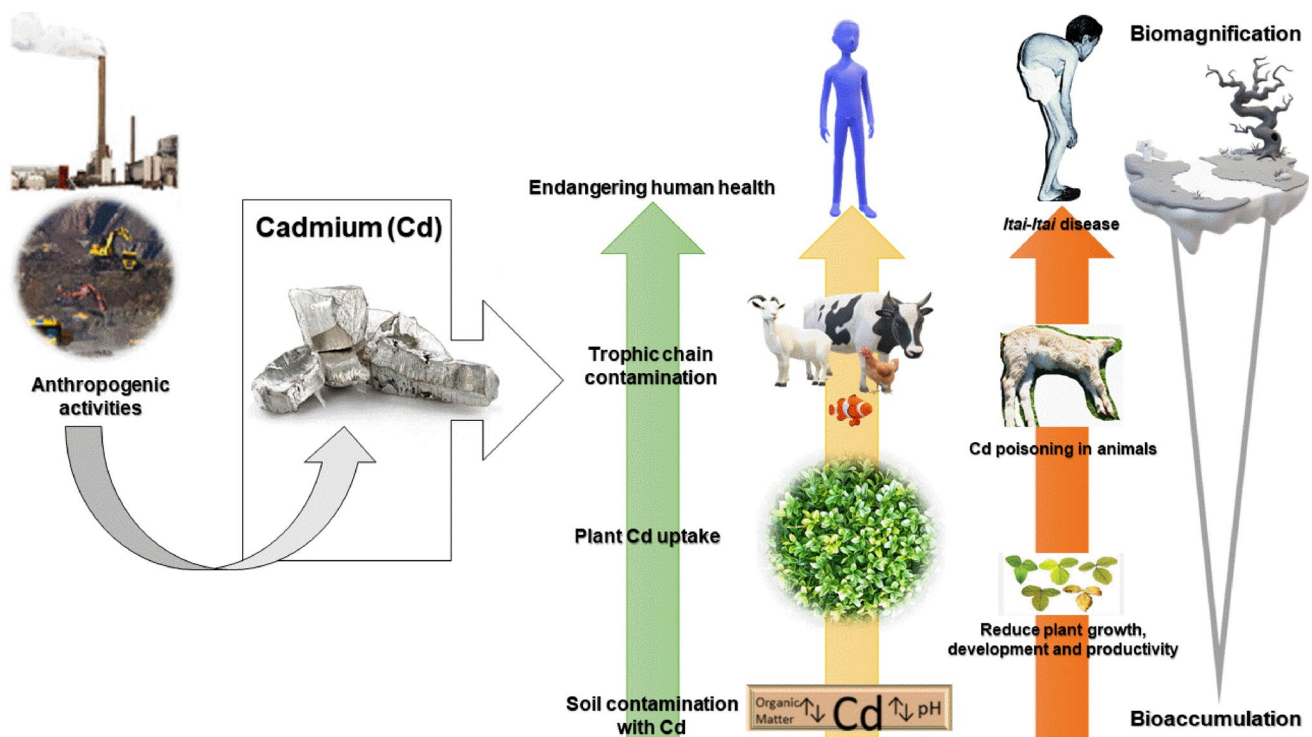 Anthropogenic
activities
Cadmium (Cd)
Endangering human health
Trophic chain
contamination
Plant Cd uptake
Soil contamination
with Cd
Organic
Matter
↑↓ Cd ↑↓ pH
Itai-Itai disease
Cd poisoning in animals
Reduce plant growth,
development and productivity
Biomagnification
Bioaccumulation